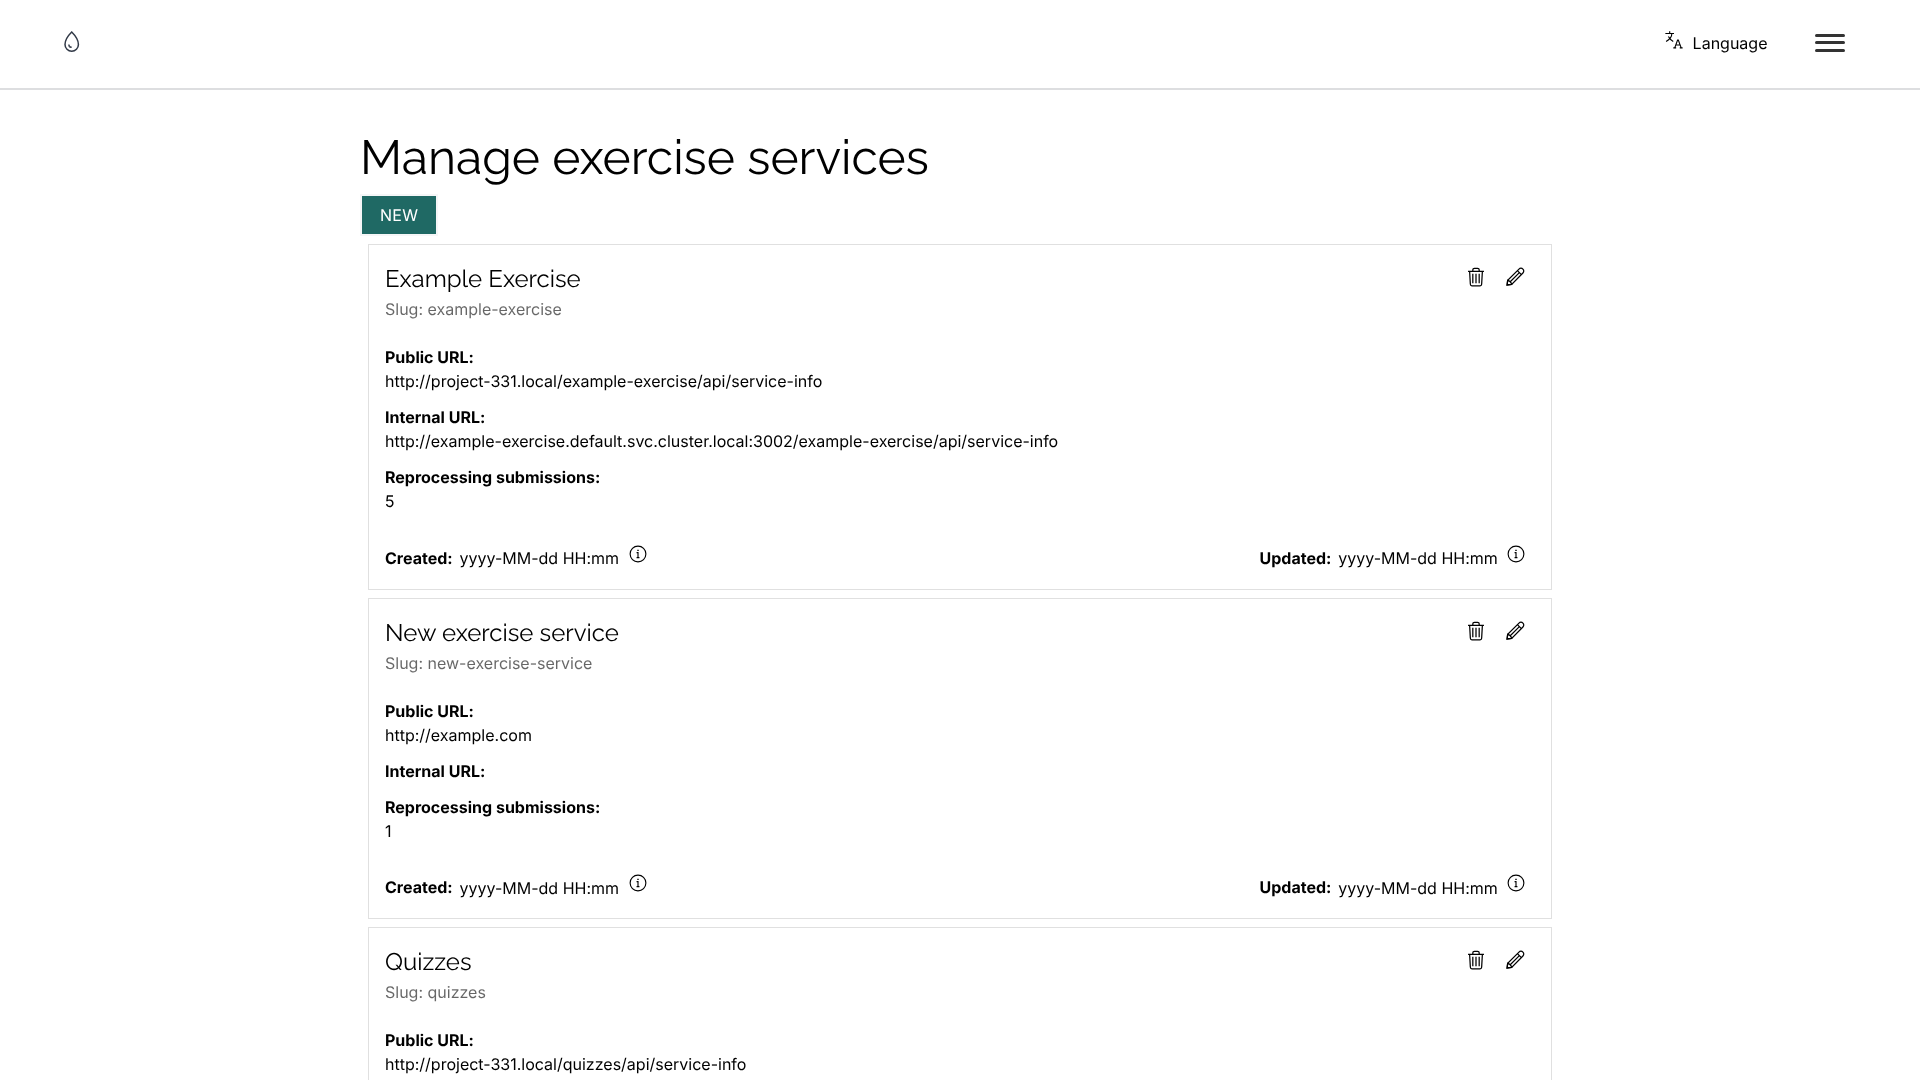 Language
Manage exercise services
NEW
Example Exercise
Slug: example-exercise
Public URL:
http://project-331.local/example-exercise/api/service-info
Internal URL:
http://example-exercise.default.svc.cluster.local:3002/example-exercise/api/service-info
Reprocessing submissions:
5
Created: yyyy-MM-dd HH:mm
Updated: yyyy-MM-dd HH:mm
New exercise service
Slug: new-exercise-service
Public URL:
http://example.com
Internal URL:
Reprocessing submissions:
1
Created: yyyy-MM-dd HH:mm
Updated: yyyy-MM-dd HH:mm
Quizzes
Slug: quizzes
Public URL:
http://project-331.local/quizzes/api/service-info